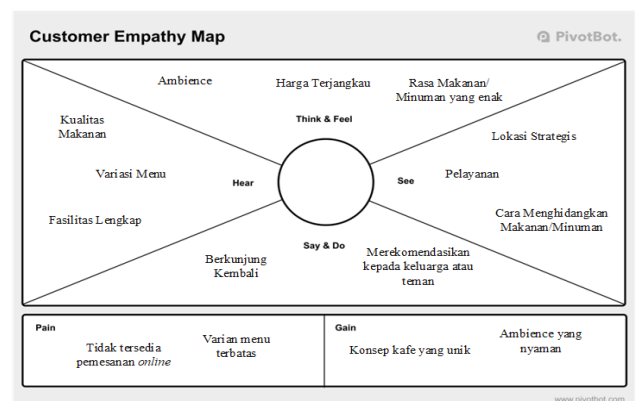 Customer Empathy Map
PivotBot.
Ambience
Harga Terjangkau
Rasa Makanan/
Minuman yang enak
Think & Feel
Kualitas
Makanan
Variasi Menu
Fasilitas Lengkap
Hear
See
Lokasi Strategis
Pelayanan
Cara Menghidangkan
Makanan/Minuman
Say & Do
Berkunjung
Kembali
Merekomendasikan
kepada keluarga atau
teman
Pain
Tidak tersedia
pemesanan online
Varian menu
terbatas
Gain
Konsep kafe yang unik
Ambience yang
nyaman
www.pivotbot.com